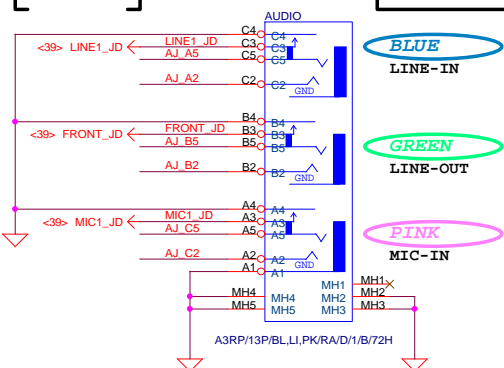 AUDIO
C4 C4
<39> LINE1_JD LINE1_JD C3 C3
AJ_A5 C5 C5
AJ_A2 C2 C2
GND
BLUE
LINE-IN
B4 B4
<39> FRONT_JD FRONT_JD B3 B3
AJ_B5 B5 B5
AJ_B2 B2 B2
GND
GREEN
LINE-OUT
A4 A4
<39> MIC1_JD MIC1_JD A3 A3
AJ_C5 A5 A5
AJ_C2 A2 A2
GND
A1 A1
PINK
MIC-IN
MH1 MH1
MH4 MH4 MH2 MH2
MH5 MH5 MH3 MH3
A3RP/13P/BL,LI,PK/RA/D/1/B/72H